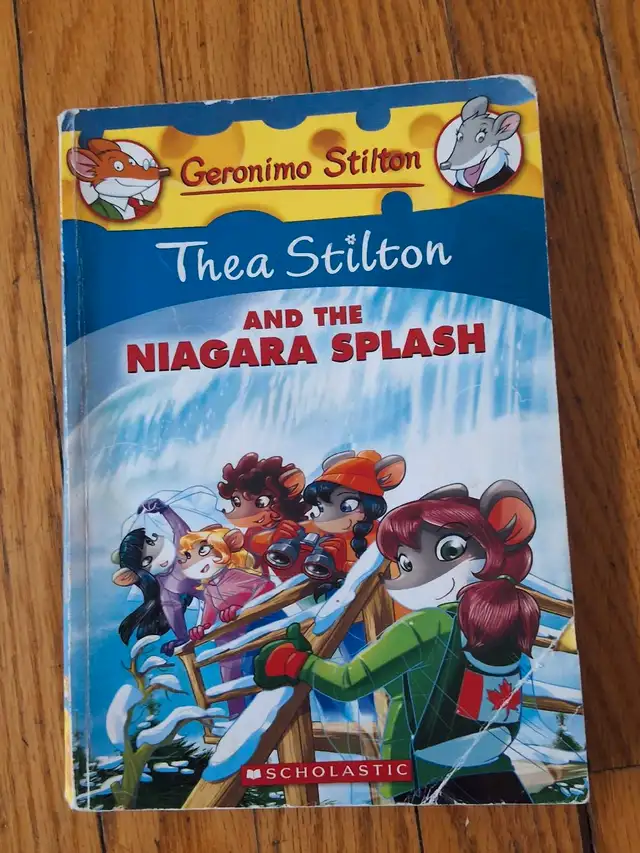 Geronimo Stilton
Thea Stilton
AND THE
NIAGARA SPLASH
SCHOLASTIC